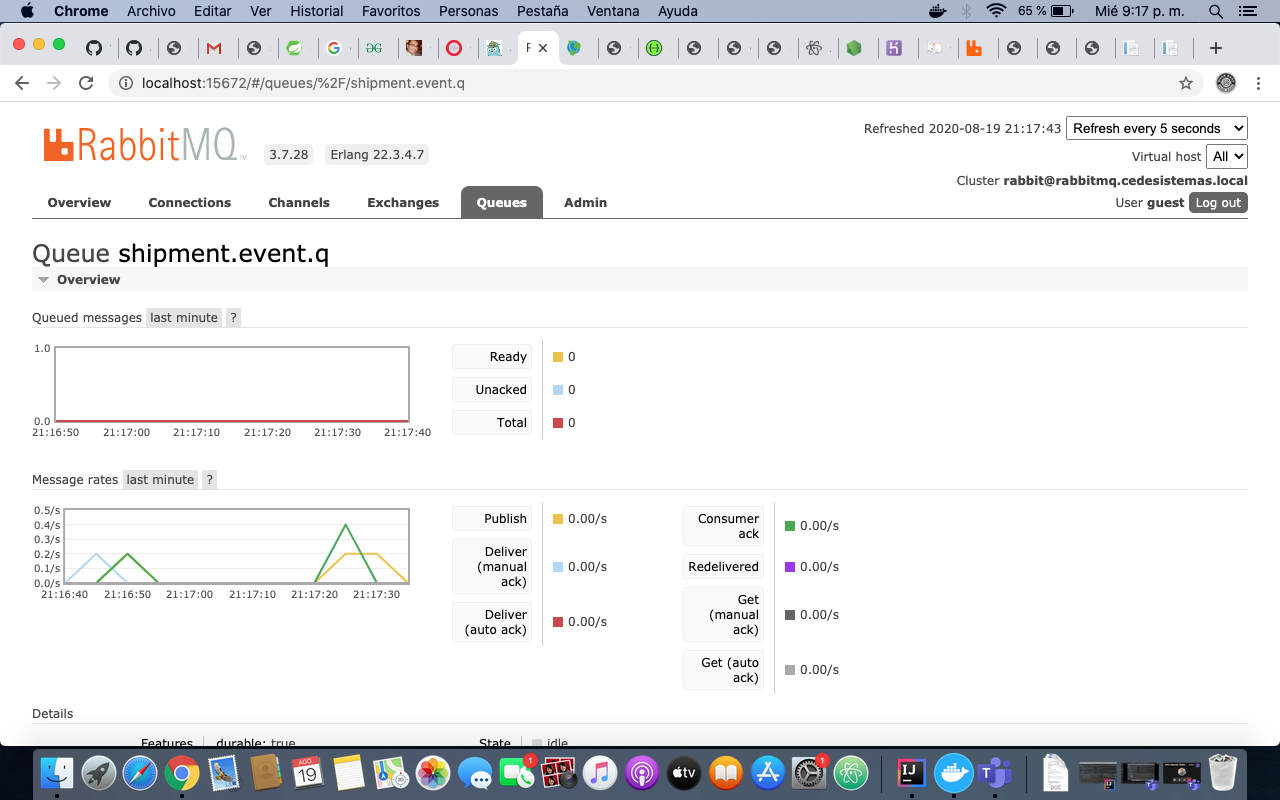 Chrome Archivo Editar Ver Historial Favoritos Personas Pestaña Ventana Ayuda 65 % Mié 9:17 p. m.
localhost:15672/#/queues/%2F/shipment.event.q
RabbitMQ TM 3.7.28 Erlang 22.3.4.7
Refreshed 2020-08-19 21:17:43 Refresh every 5 seconds
Virtual host All
Cluster rabbit@rabbitmq.cedesistemas.local
User guest Log out
Overview Connections Channels Exchanges Queues Admin
Queue shipment.event.q
Overview
Queued messages last minute ?
1.0
0.0
21:16:50 21:17:00 21:17:10 21:17:20 21:17:30 21:17:40
Ready 0
Unacked 0
Total 0
Message rates last minute ?
0.5/s
0.4/s
0.3/s
0.2/s
0.1/s
0.0/s
21:16:40 21:16:50 21:17:00 21:17:10 21:17:20 21:17:30
Publish 0.00/s
Deliver
(manual 0.00/s
ack)
Deliver
(auto ack) 0.00/s
Consumer
ack 0.00/s
Redelivered 0.00/s
Get
(manual 0.00/s
ack)
Get (auto
ack) 0.00/s
Details
Features durable: true State idle
AGO.
19
1
1
IJ
tv
DOC